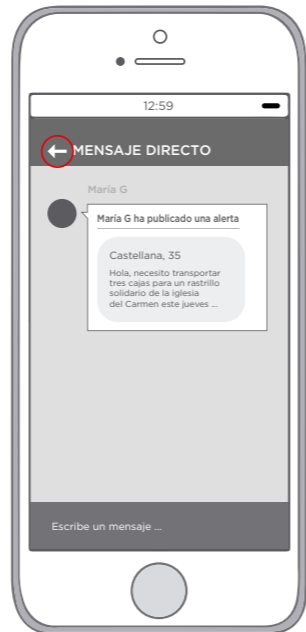 12:59
MENSAJE DIRECTO
María G
María G ha publicado una alerta
Castellana, 35
Hola, necesito transportar
tres cajas para un rastrillo
solidario de la iglesia
del Carmen este jueves ...
Escribe un mensaje ...